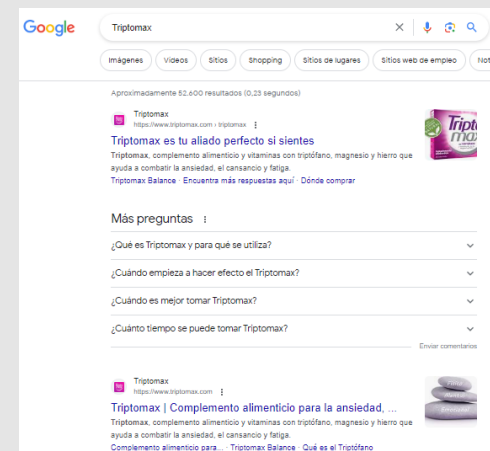 Google
Triptomax
Imágenes Videos Sitios Shopping Sitios de lugares Sitios web de empleo Not
Aproximadamente 52.600 resultados (0,23 segundos)
Triptomax
https://www.triptomax.com › triptomax
Triptomax es tu aliado perfecto si sientes
Triptomax, complemento alimenticio y vitaminas con triptófano, magnesio y hierro que
ayuda a combatir la ansiedad, el cansancio y fatiga.
Triptomax Balance · Encuentra más respuestas aquí · Dónde comprar
Más preguntas
¿Qué es Triptomax y para qué se utiliza?
¿Cuándo empieza a hacer efecto el Triptomax?
¿Cuándo es mejor tomar Triptomax?
¿Cuánto tiempo se puede tomar Triptomax?
Enviar comentarios
Triptomax
https://www.triptomax.com
Triptomax | Complemento alimenticio para la ansiedad, ...
Triptomax, complemento alimenticio y vitaminas con triptófano, magnesio y hierro que
ayuda a combatir la ansiedad, el cansancio y fatiga.
Complemento alimenticio para... · Triptomax Balance · Qué es el Triptófano